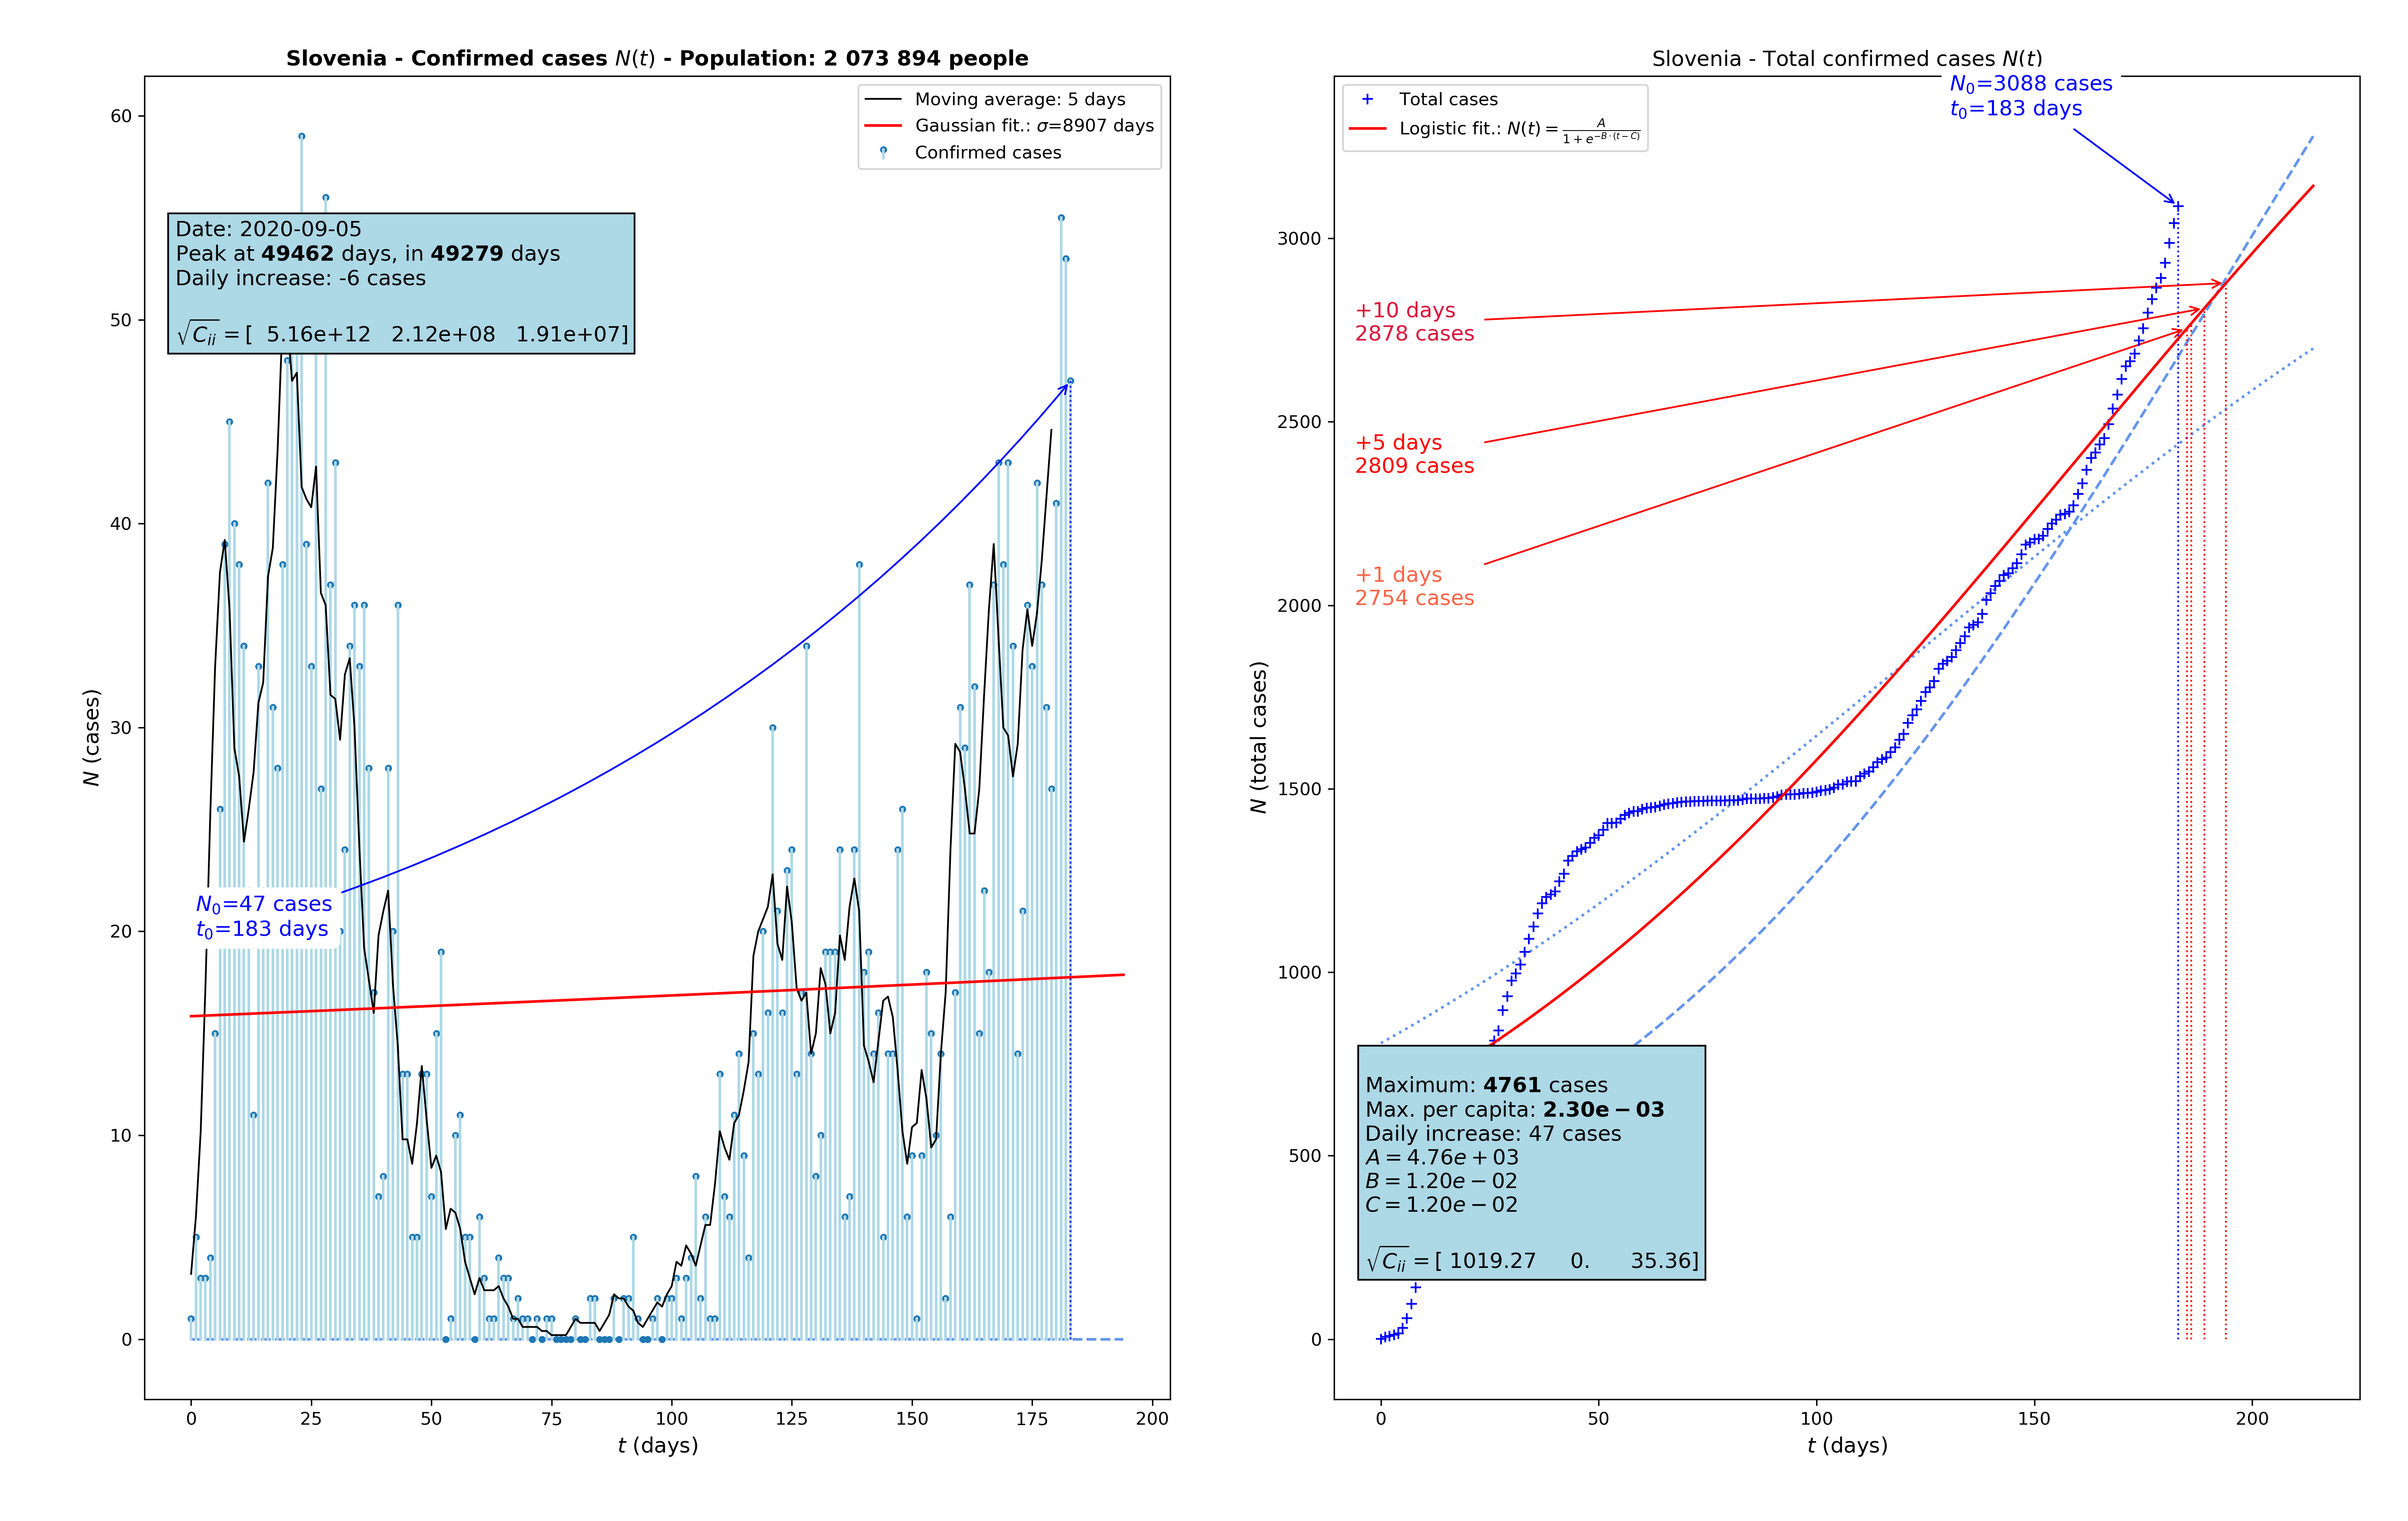 Slovenia - Confirmed cases N(t) - Population: 2 073 894 people
60
50
40
30
20
10
0
N (cases)
Moving average: 5 days
Gaussian fit.: σ=8907 days
Confirmed cases
Date: 2020-09-05
Peak at 49462 days, in 49279 days
Daily increase: -6 cases
√C_ii = [ 5.16e+12 2.12e+08 1.91e+07]
N₀=47 cases
t₀=183 days
0 25 50 75 100 125 150 175 200
t (days)
Slovenia - Total confirmed cases N(t)
N₀=3088 cases
t₀=183 days
Total cases
Logistic fit.: N(t) = A / (1 + e^{-B·(t-C)})
3000
2500
2000
1500
1000
500
0
N (total cases)
+10 days
2878 cases
+5 days
2809 cases
+1 days
2754 cases
Maximum: 4761 cases
Max. per capita: 2.30e − 03
Daily increase: 47 cases
A = 4.76e + 03
B = 1.20e − 02
C = 1.20e − 02
√C_ii = [ 1019.27 0. 35.36]
0 50 100 150 200
t (days)